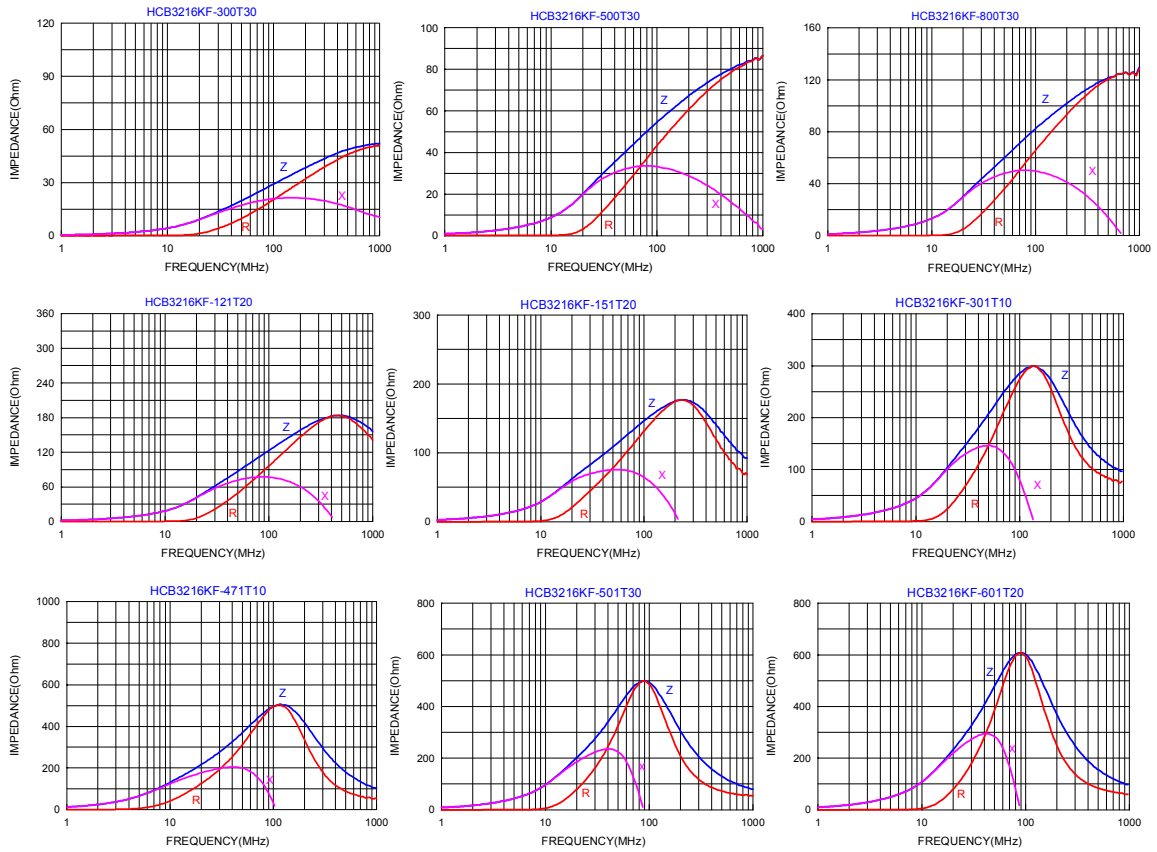 HCB3216KF-300T30
IMPEDANCE(Ohm)
120
90
60
30
0
Z
X
R
1
10
100
1000
FREQUENCY(MHz)
HCB3216KF-500T30
IMPEDANCE(Ohm)
100
80
60
40
20
0
Z
X
R
1
10
100
1000
FREQUENCY(MHz)
HCB3216KF-800T30
IMPEDANCE(Ohm)
160
120
80
40
0
Z
X
R
1
10
100
1000
FREQUENCY(MHz)
HCB3216KF-121T20
IMPEDANCE(Ohm)
360
300
240
180
120
60
0
Z
X
R
1
10
100
1000
FREQUENCY(MHz)
HCB3216KF-151T20
IMPEDANCE(Ohm)
300
200
100
0
Z
X
R
1
10
100
1000
FREQUENCY(MHz)
HCB3216KF-301T10
IMPEDANCE(Ohm)
400
300
200
100
0
Z
X
R
1
10
100
1000
FREQUENCY(MHz)
HCB3216KF-471T10
IMPEDANCE(Ohm)
1000
800
600
400
200
0
Z
X
R
1
10
100
1000
FREQUENCY(MHz)
HCB3216KF-501T30
IMPEDANCE(Ohm)
800
600
400
200
0
Z
X
R
1
10
100
1000
FREQUENCY(MHz)
HCB3216KF-601T20
IMPEDANCE(Ohm)
800
600
400
200
0
Z
X
R
1
10
100
1000
FREQUENCY(MHz)